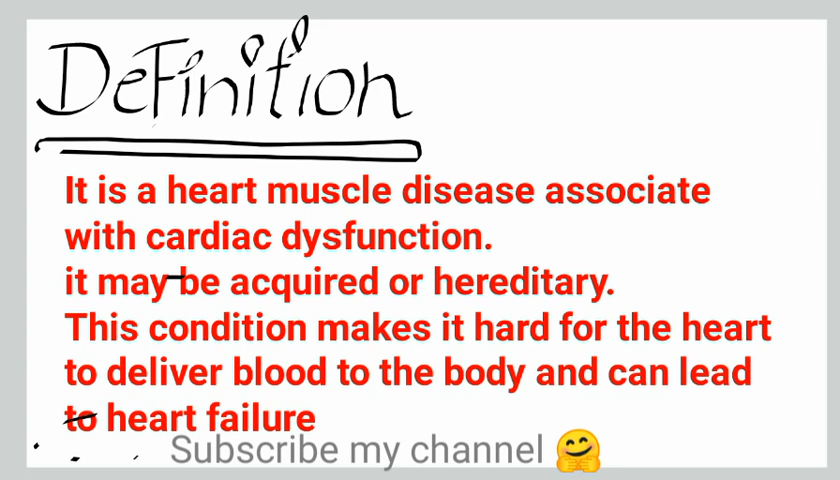 DeFinition
It is a heart muscle disease associate
with cardiac dysfunction.
it may be acquired or hereditary.
This condition makes it hard for the heart
to deliver blood to the body and can lead
to heart failure
Subscribe my channel 🤗